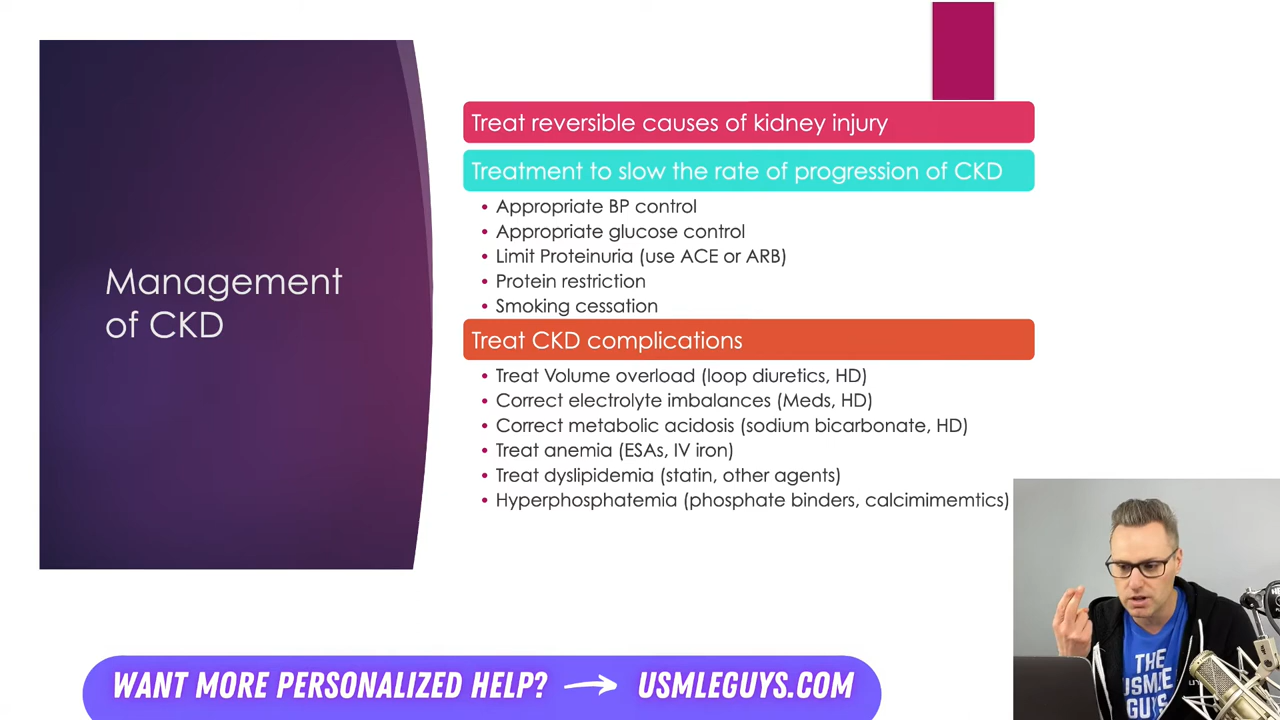 Management
of CKD
Treat reversible causes of kidney injury
Treatment to slow the rate of progression of CKD
• Appropriate BP control
• Appropriate glucose control
• Limit Proteinuria (use ACE or ARB)
• Protein restriction
• Smoking cessation
Treat CKD complications
• Treat Volume overload (loop diuretics, HD)
• Correct electrolyte imbalances (Meds, HD)
• Correct metabolic acidosis (sodium bicarbonate, HD)
• Treat anemia (ESAs, IV iron)
• Treat dyslipidemia (statin, other agents)
• Hyperphosphatemia (phosphate binders, calcimimemtics)
THE
USMLE
GUYS
WANT MORE PERSONALIZED HELP? → USMLEGUYS.COM